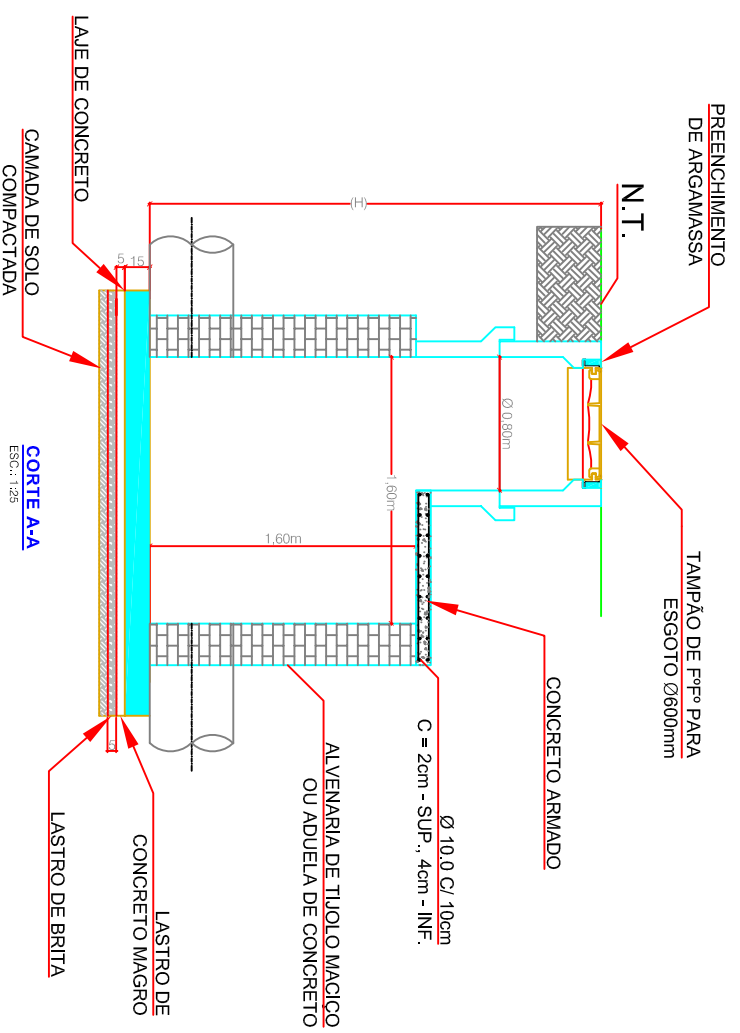 PREENCHIMENTO
DE ARGAMASSA
TAMPÃO DE FºFº PARA
ESGOTO Ø600mm
N.T.
CONCRETO ARMADO
Ø 10.0 C/ 10cm
C = 2cm - SUP., 4cm - INF.
ALVENARIA DE TIJOLO MACIÇO
OU ADUELA DE CONCRETO
LASTRO DE
CONCRETO MAGRO
LASTRO DE BRITA
LAJE DE CONCRETO
CAMADA DE SOLO
COMPACTADA
(H)
Ø 0,80m
1,60m
1,60m
15
5
5
CORTE A-A
ESC.: 1:25